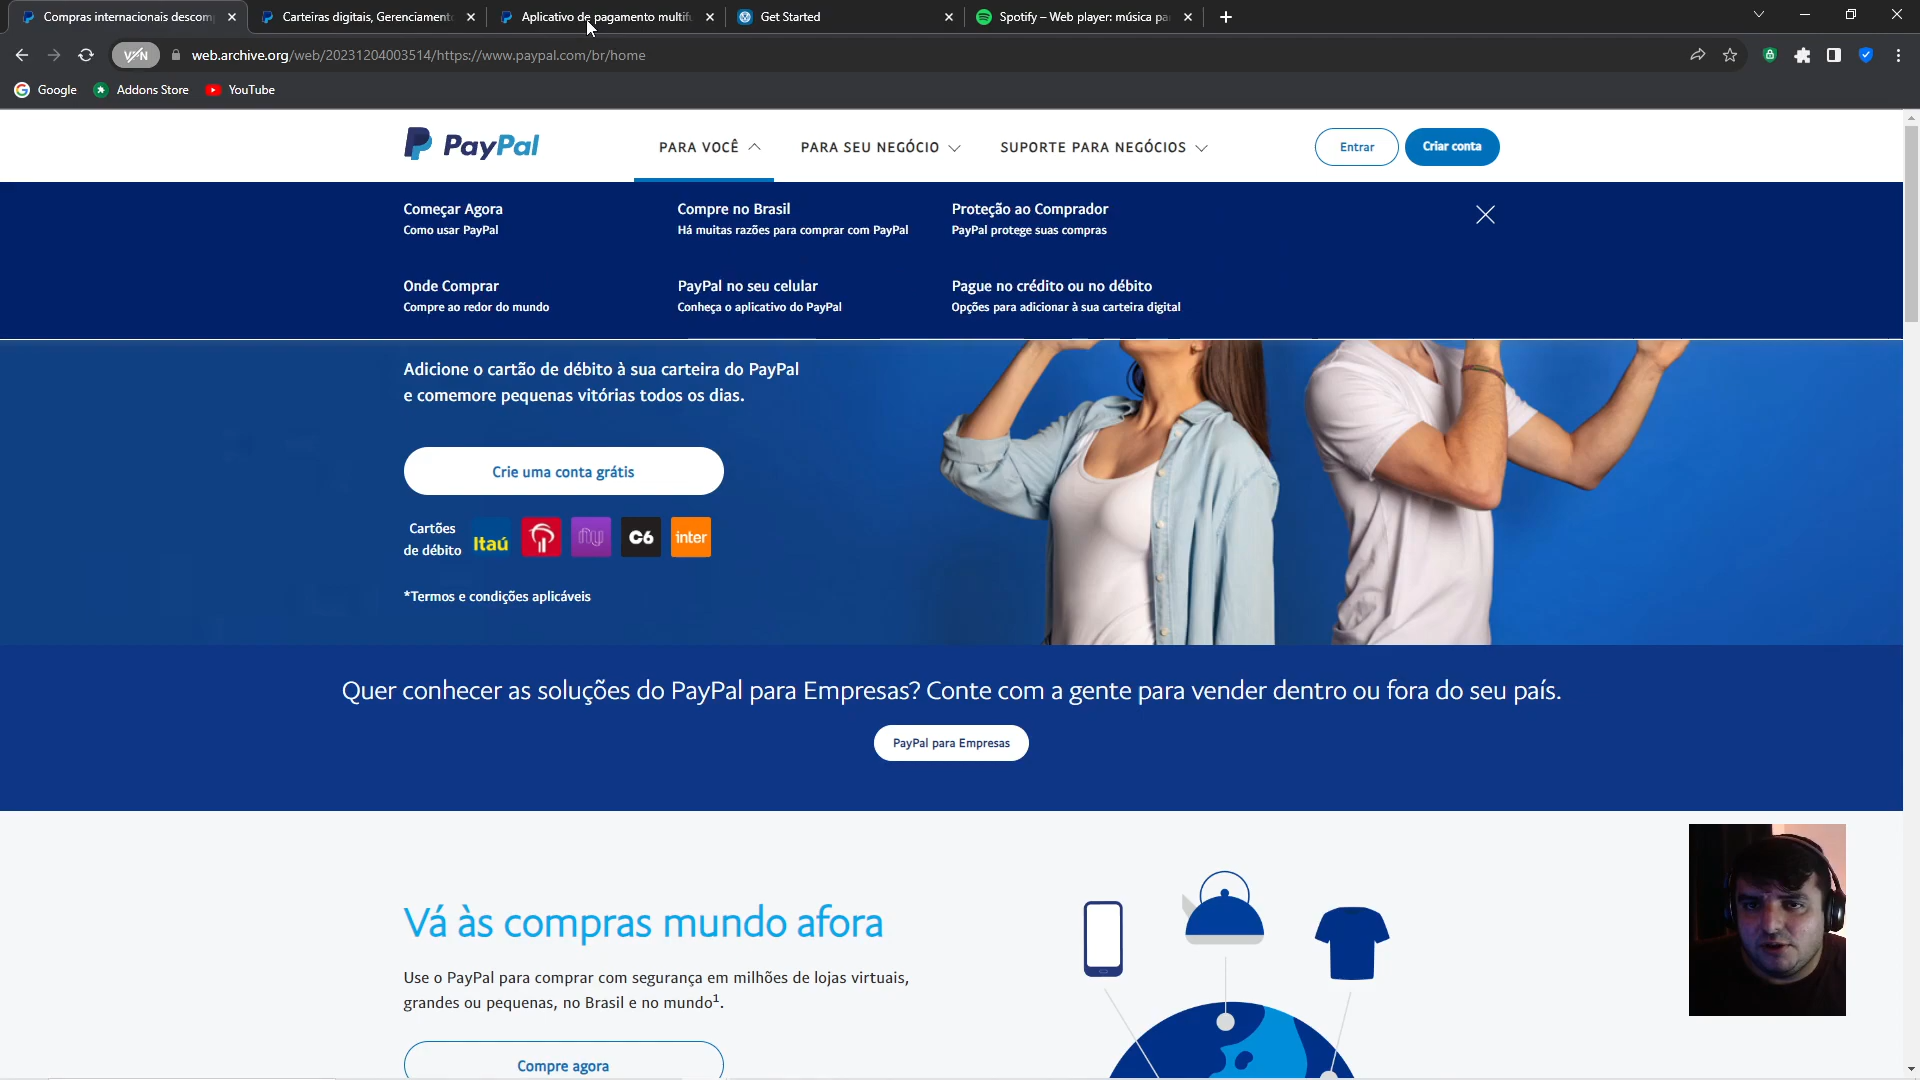 Compras internacionais descom
Carteiras digitais, Gerenciament
Aplicativo de pagamento multifu
Get Started
Spotify – Web player: música pa
VPN
web.archive.org/web/20231204003514/https://www.paypal.com/br/home
Google
Addons Store
YouTube
PayPal
PARA VOCÊ
PARA SEU NEGÓCIO
SUPORTE PARA NEGÓCIOS
Entrar
Criar conta
Começar Agora
Como usar PayPal
Compre no Brasil
Há muitas razões para comprar com PayPal
Proteção ao Comprador
PayPal protege suas compras
Onde Comprar
Compre ao redor do mundo
PayPal no seu celular
Conheça o aplicativo do PayPal
Pague no crédito ou no débito
Opções para adicionar à sua carteira digital
Adicione o cartão de débito à sua carteira do PayPal
e comemore pequenas vitórias todos os dias.
Crie uma conta grátis
Cartões
de débito
Itaú
nu
C6
inter
*Termos e condições aplicáveis
Quer conhecer as soluções do PayPal para Empresas? Conte com a gente para vender dentro ou fora do seu país.
PayPal para Empresas
Vá às compras mundo afora
Use o PayPal para comprar com segurança em milhões de lojas virtuais,
grandes ou pequenas, no Brasil e no mundo¹.
Compre agora